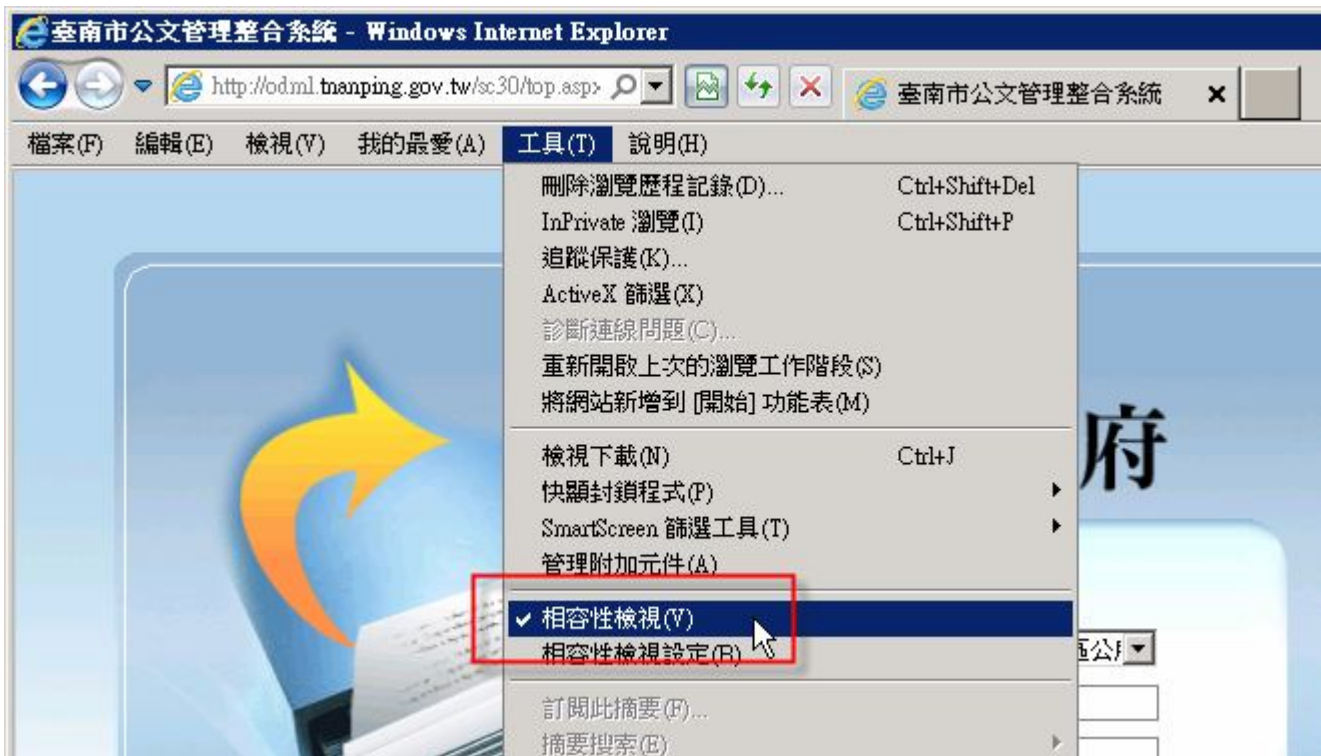 臺南市公文管理整合系統 - Windows Internet Explorer
http://odm1.tnanping.gov.tw/sc30/top.asp
臺南市公文管理整合系統
檔案(F) 編輯(E) 檢視(V) 我的最愛(A) 工具(T) 說明(H)
刪除瀏覽歷程記錄(D)... Ctrl+Shift+Del
InPrivate 瀏覽(I) Ctrl+Shift+P
追蹤保護(K)...
ActiveX 篩選(X)
診斷連線問題(C)...
重新開啟上次的瀏覽工作階段(S)
將網站新增到 [開始] 功能表(M)
檢視下載(N) Ctrl+J
快顯封鎖程式(P)
SmartScreen 篩選工具(T)
管理附加元件(A)
府
相容性檢視(V)
相容性檢視設定(B)
區公
訂閱此摘要(F)...
摘要搜索(E)